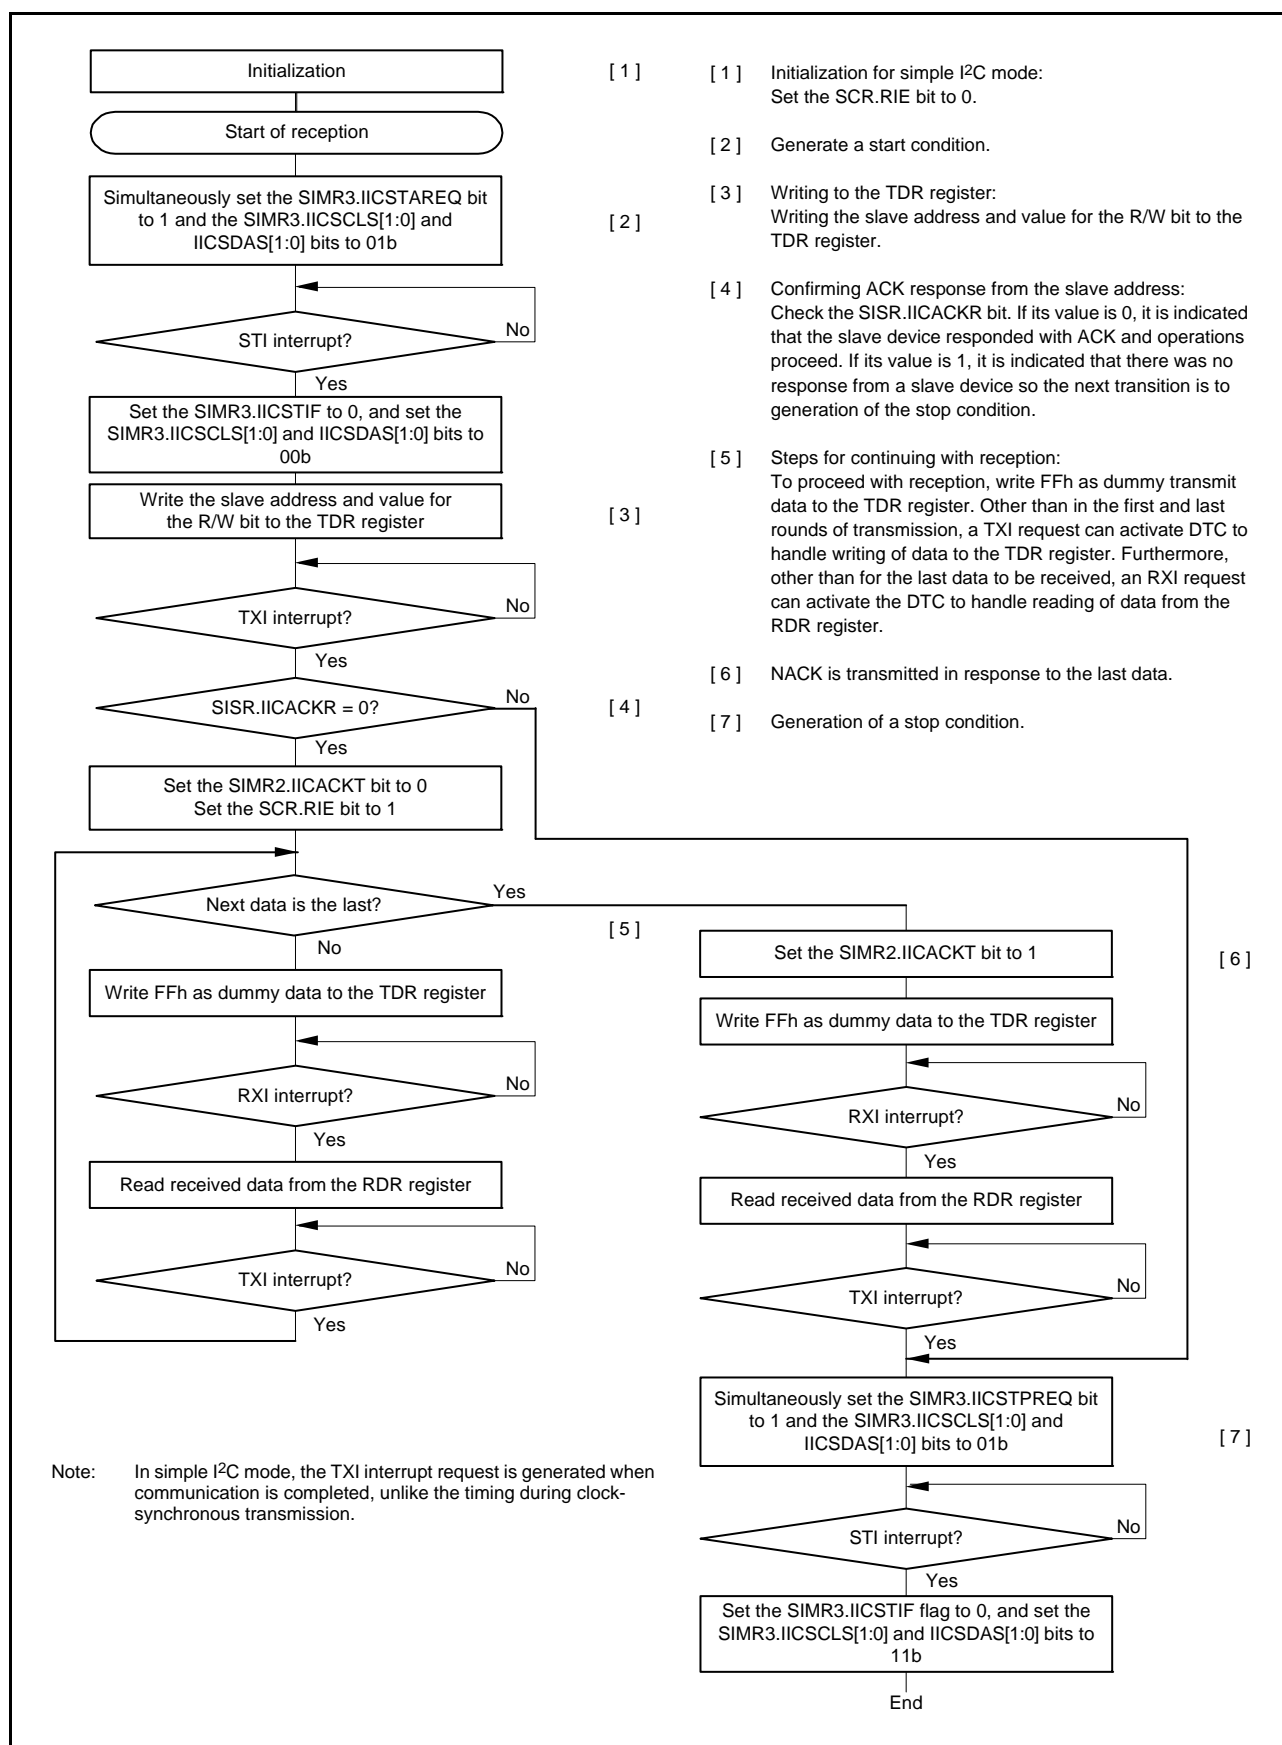 Initialization
[ 1 ]
Start of reception
Simultaneously set the SIMR3.IICSTAREQ bit
to 1 and the SIMR3.IICSCLS[1:0] and
IICSDAS[1:0] bits to 01b
[ 2 ]
STI interrupt?
No
Yes
Set the SIMR3.IICSTIF to 0, and set the
SIMR3.IICSCLS[1:0] and IICSDAS[1:0] bits to
00b
Write the slave address and value for
the R/W bit to the TDR register
[ 3 ]
TXI interrupt?
No
Yes
SISR.IICACKR = 0?
No
[ 4 ]
Yes
Set the SIMR2.IICACKT bit to 0
Set the SCR.RIE bit to 1
Next data is the last?
Yes
[ 5 ]
No
Write FFh as dummy data to the TDR register
RXI interrupt?
No
Yes
Read received data from the RDR register
TXI interrupt?
No
Yes
[ 1 ] Initialization for simple I2C mode:
Set the SCR.RIE bit to 0.
[ 2 ] Generate a start condition.
[ 3 ] Writing to the TDR register:
Writing the slave address and value for the R/W bit to the
TDR register.
[ 4 ] Confirming ACK response from the slave address:
Check the SISR.IICACKR bit. If its value is 0, it is indicated
that the slave device responded with ACK and operations
proceed. If its value is 1, it is indicated that there was no
response from a slave device so the next transition is to
generation of the stop condition.
[ 5 ] Steps for continuing with reception:
To proceed with reception, write FFh as dummy transmit
data to the TDR register. Other than in the first and last
rounds of transmission, a TXI request can activate DTC to
handle writing of data to the TDR register. Furthermore,
other than for the last data to be received, an RXI request
can activate the DTC to handle reading of data from the
RDR register.
[ 6 ] NACK is transmitted in response to the last data.
[ 7 ] Generation of a stop condition.
Set the SIMR2.IICACKT bit to 1
[ 6 ]
Write FFh as dummy data to the TDR register
RXI interrupt?
No
Yes
Read received data from the RDR register
TXI interrupt?
No
Yes
Simultaneously set the SIMR3.IICSTPREQ bit
to 1 and the SIMR3.IICSCLS[1:0] and
IICSDAS[1:0] bits to 01b
[ 7 ]
STI interrupt?
No
Yes
Set the SIMR3.IICSTIF flag to 0, and set the
SIMR3.IICSCLS[1:0] and IICSDAS[1:0] bits to
11b
End
Note: In simple I2C mode, the TXI interrupt request is generated when
communication is completed, unlike the timing during clock-
synchronous transmission.